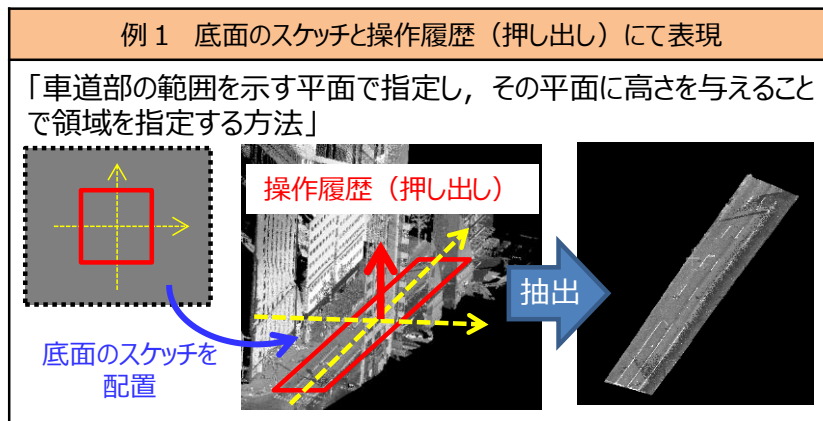 例１　底面のスケッチと操作履歴（押し出し）にて表現
「車道部の範囲を示す平面で指定し，その平面に高さを与えること
で領域を指定する方法」
操作履歴（押し出し）
抽出
底面のスケッチを
配置